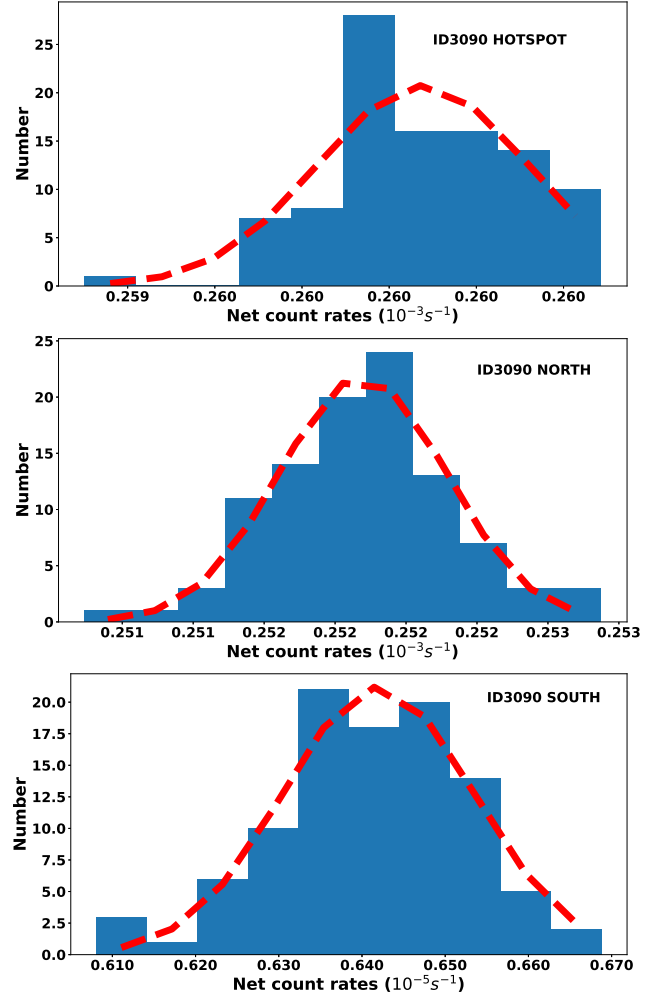 25
20
15
10
5
0
Number
ID3090 HOTSPOT
0.259 0.260 0.260 0.260 0.260 0.260
Net count rates (10⁻³s⁻¹)
25
20
15
10
5
0
Number
ID3090 NORTH
0.251 0.251 0.252 0.252 0.252 0.252 0.253 0.253
Net count rates (10⁻³s⁻¹)
20.0
17.5
15.0
12.5
10.0
7.5
5.0
2.5
0.0
Number
ID3090 SOUTH
0.610 0.620 0.630 0.640 0.650 0.660 0.670
Net count rates (10⁻⁵s⁻¹)